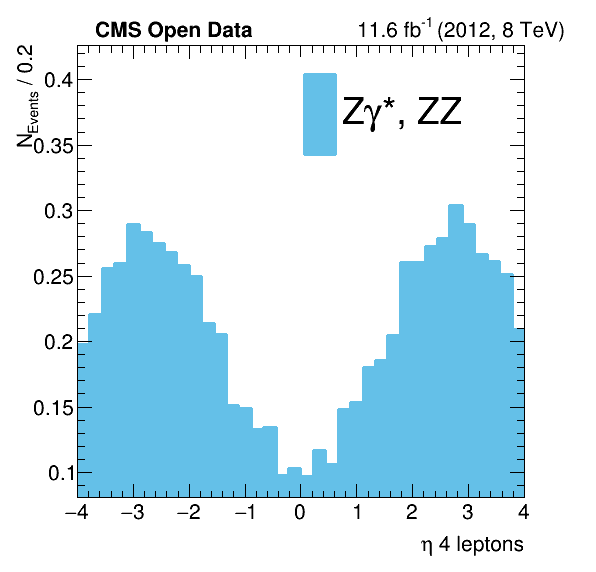 CMS Open Data 11.6 fb⁻¹ (2012, 8 TeV)
N_Events / 0.2
Zγ*, ZZ
0.4
0.35
0.3
0.25
0.2
0.15
0.1
−4 −3 −2 −1 0 1 2 3 4
η 4 leptons